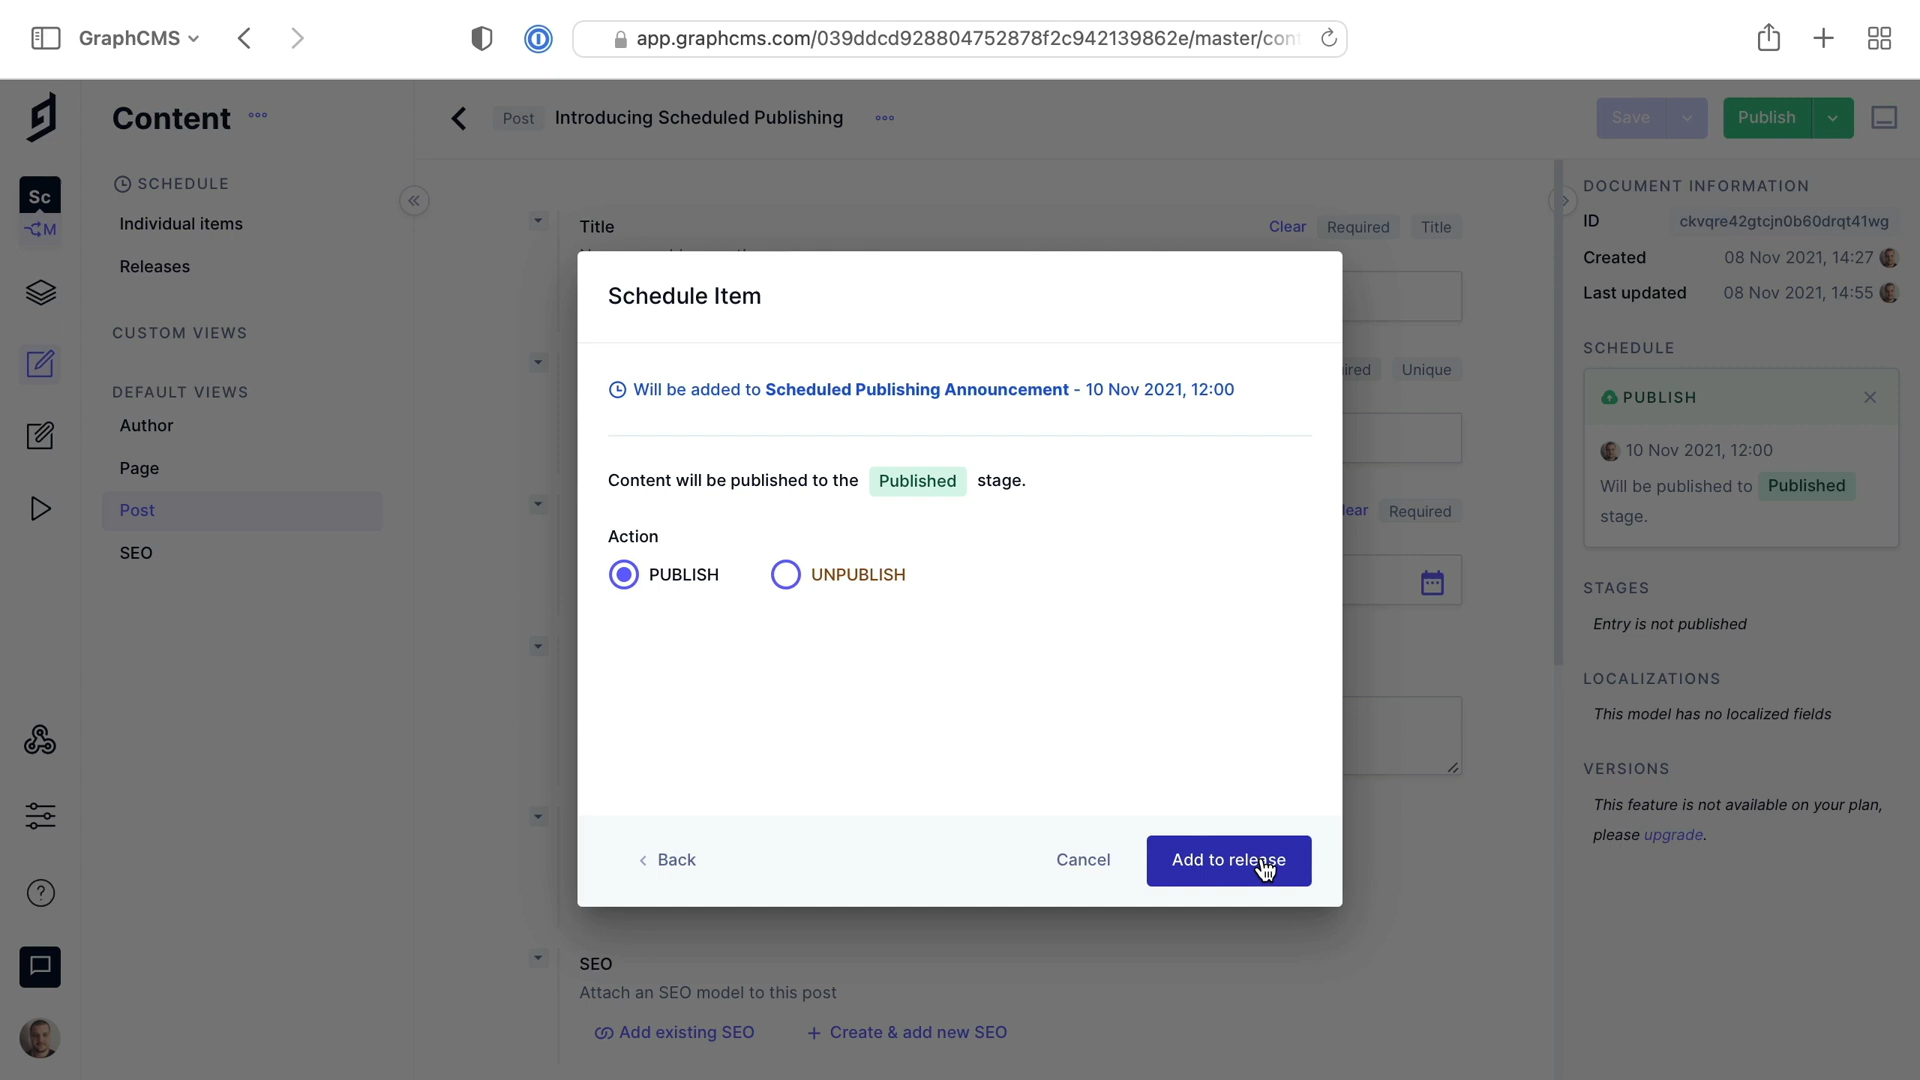 GraphCMS
app.graphcms.com/039ddcd928804752878f2c942139862e/master/cont
Content
Post Introducing Scheduled Publishing
Save
Publish
Sc
M
SCHEDULE
Individual items
Releases
CUSTOM VIEWS
DEFAULT VIEWS
Author
Page
Post
SEO
Title
Clear Required Title
Unique
Required
Schedule Item
Will be added to Scheduled Publishing Announcement - 10 Nov 2021, 12:00
Content will be published to the Published stage.
Action
PUBLISH UNPUBLISH
Back
Cancel
Add to release
SEO
Attach an SEO model to this post
Add existing SEO + Create & add new SEO
DOCUMENT INFORMATION
ID ckvqre42gtcjn0b60drqt41wg
Created 08 Nov 2021, 14:27
Last updated 08 Nov 2021, 14:55
SCHEDULE
PUBLISH
10 Nov 2021, 12:00
Will be published to Published
stage.
STAGES
Entry is not published
LOCALIZATIONS
This model has no localized fields
VERSIONS
This feature is not available on your plan,
please upgrade.